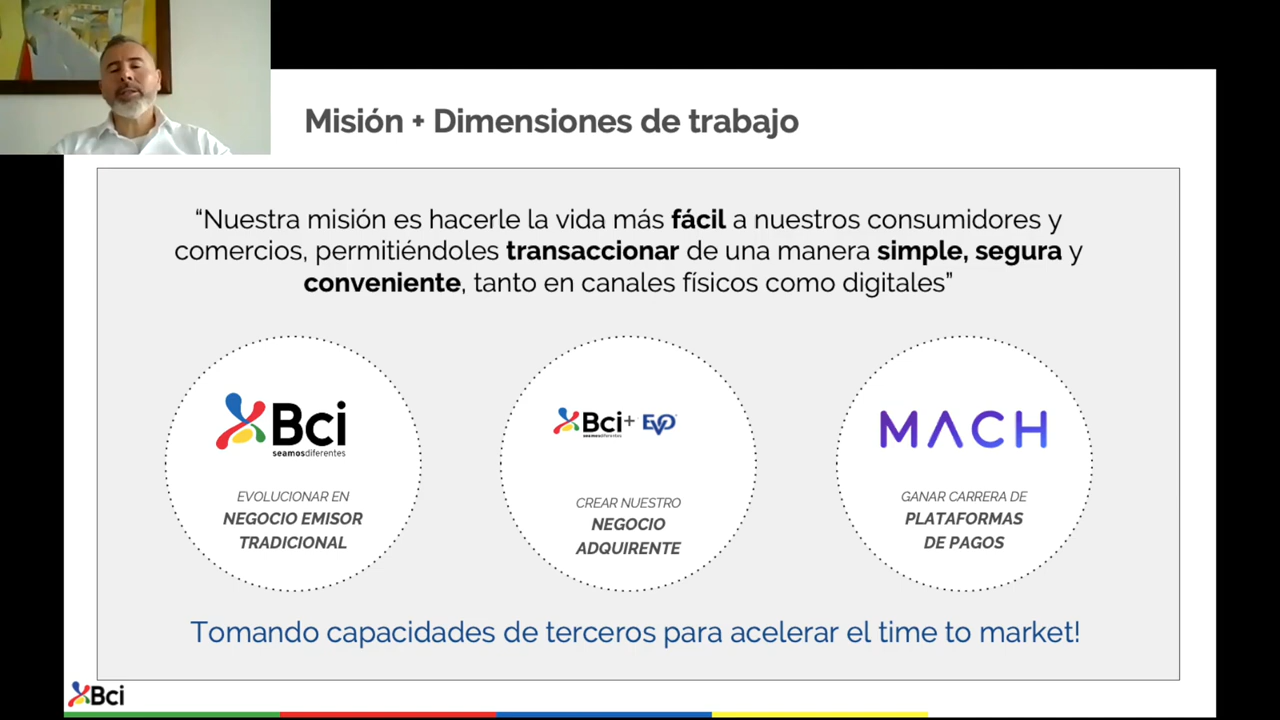 Misión + Dimensiones de trabajo
“Nuestra misión es hacerle la vida más fácil a nuestros consumidores y
comercios, permitiéndoles transaccionar de una manera simple, segura y
conveniente, tanto en canales físicos como digitales”
Bci
seamosdiferentes
EVOLUCIONAR EN
NEGOCIO EMISOR
TRADICIONAL
Bci + EVO
seamosdiferentes
CREAR NUESTRO
NEGOCIO
ADQUIRENTE
MACH
GANAR CARRERA DE
PLATAFORMAS
DE PAGOS
Tomando capacidades de terceros para acelerar el time to market!
Bci